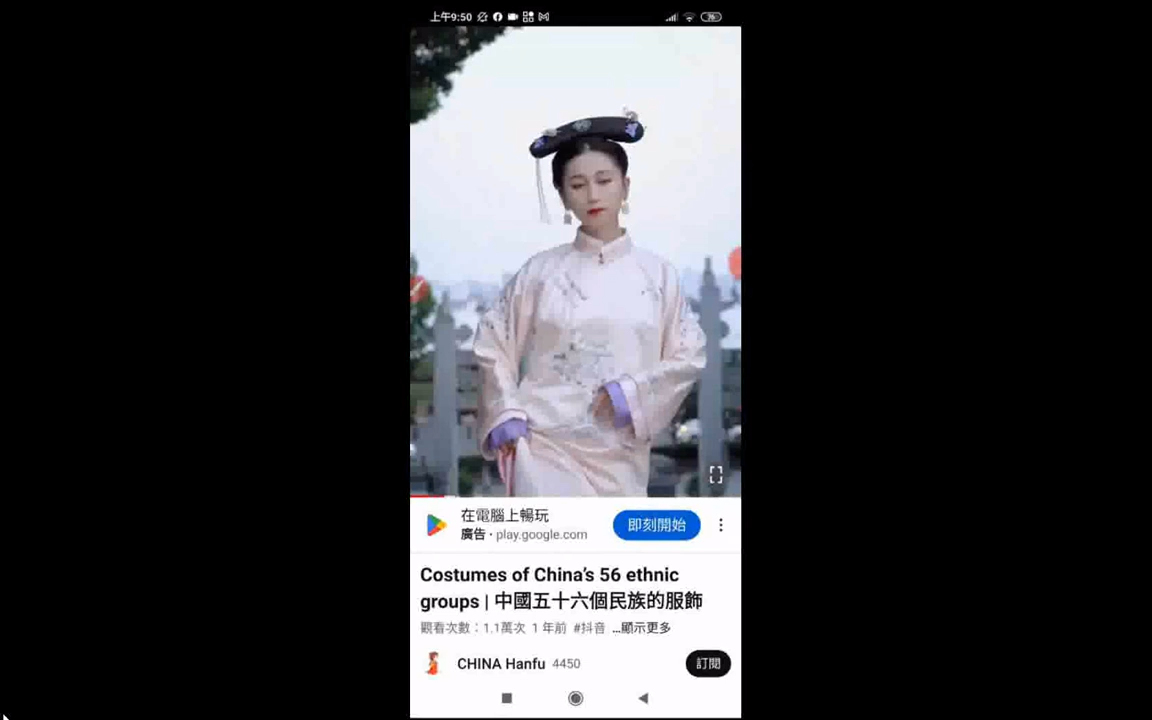 上午9:50
在電腦上暢玩
廣告 · play.google.com
即刻開始
Costumes of China's 56 ethnic
groups | 中國五十六個民族的服飾
觀看次數：1.1萬次 1 年前 #抖音 ...顯示更多
CHINA Hanfu 4450
訂閱